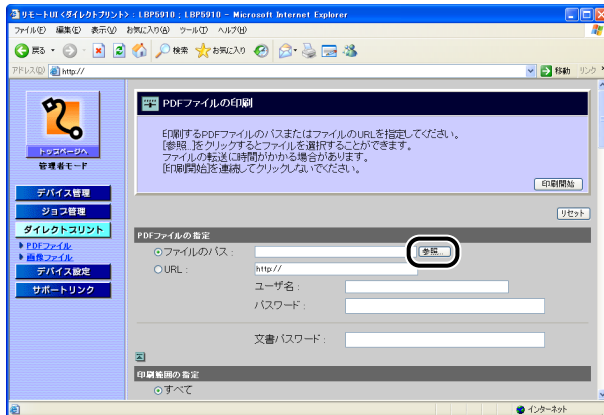 リモートUI <ダイレクトプリント> : LBP5910 ; LBP5910 - Microsoft Internet Explorer
ファイル(F) 編集(E) 表示(V) お気に入り(A) ツール(T) ヘルプ(H)
戻る 検索 お気に入り
アドレス(D) http:// 移動 リンク
トップページへ
管理者モード
デバイス管理
ジョブ管理
ダイレクトプリント
PDFファイル
画像ファイル
デバイス設定
サポートリンク
PDFファイルの印刷
印刷するPDFファイルのパスまたはファイルのURLを指定してください。
[参照...]をクリックするとファイルを選択することができます。
ファイルの転送に時間がかかる場合があります。
[印刷開始]を連続してクリックしないでください。
印刷開始
リセット
PDFファイルの指定
ファイルのパス : 参照...
URL : http://
ユーザ名 :
パスワード :
文書パスワード :
印刷範囲の指定
すべて
インターネット